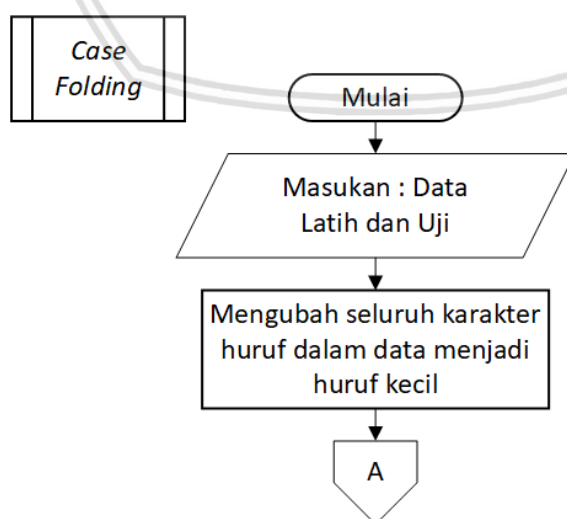 Case
Folding
Mulai
Masukan : Data
Latih dan Uji
Mengubah seluruh karakter
huruf dalam data menjadi
huruf kecil
A